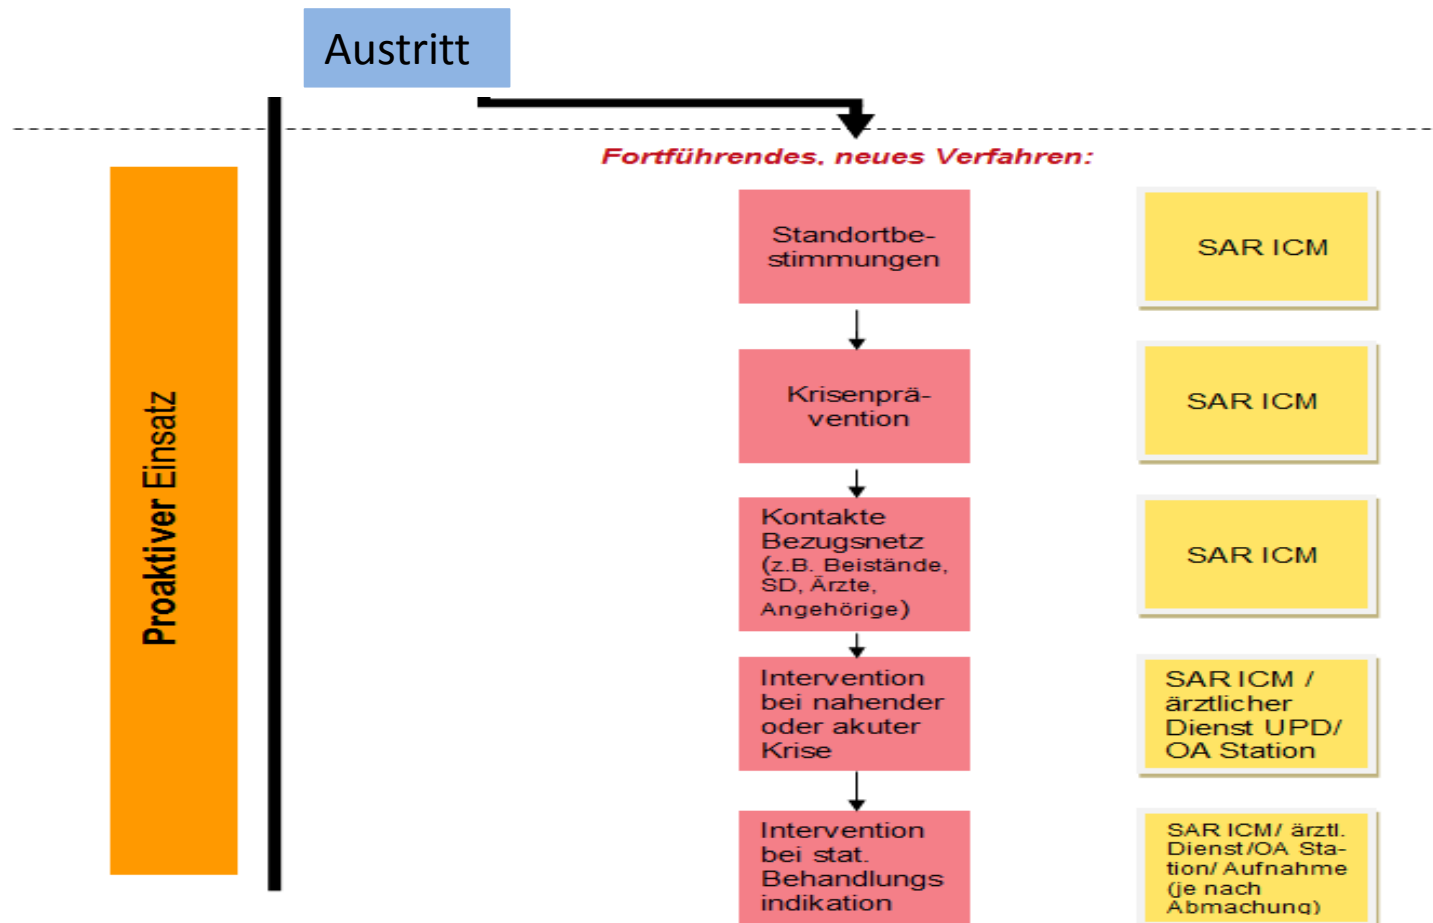 Austritt
Fortführendes, neues Verfahren:
Proaktiver Einsatz
Standortbe-
stimmungen
SAR ICM
Krisenprä-
vention
SAR ICM
Kontakte
Bezugsnetz
(z.B. Beistände,
SD, Ärzte,
Angehörige)
SAR ICM
Intervention
bei nahender
oder akuter
Krise
SAR ICM /
ärztlicher
Dienst UPD/
OA Station
Intervention
bei stat.
Behandlungs
indikation
SAR ICM/ ärztl.
Dienst/OA Sta-
tion/ Aufnahme
(je nach
Abmachung)